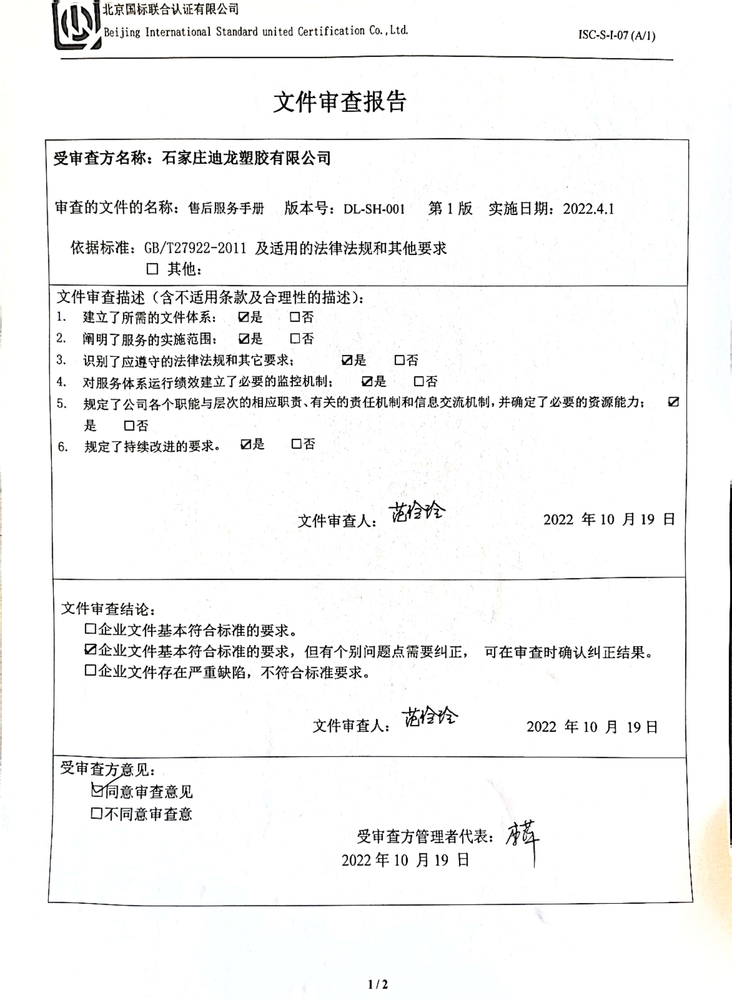 北京国标联合认证有限公司
Beijing International Standard united Certification Co.,Ltd.
ISC-S-I-07(A/1)
文件审查报告
受审查方名称：石家庄迪龙塑胶有限公司
审查的文件的名称：售后服务手册 版本号：DL-SH-001 第1版 实施日期：2022.4.1
依据标准：GB/T27922-2011 及适用的法律法规和其他要求
□ 其他：
文件审查描述（含不适用条款及合理性的描述）：
1. 建立了所需的文件体系： ☑是 □否
2. 阐明了服务的实施范围： ☑是 □否
3. 识别了应遵守的法律法规和其它要求； ☑是 □否
4. 对服务体系运行绩效建立了必要的监控机制； ☑是 □否
5. 规定了公司各个职能与层次的相应职责、有关的责任机制和信息交流机制，并确定了必要的资源能力； ☑
是 □否
6. 规定了持续改进的要求。 ☑是 □否
文件审查人：范玲玲 2022 年 10 月 19 日
文件审查结论：
□企业文件基本符合标准的要求。
☑企业文件基本符合标准的要求，但有个别问题点需要纠正， 可在审查时确认纠正结果。
□企业文件存在严重缺陷，不符合标准要求。
文件审查人：范玲玲 2022 年 10 月 19 日
受审查方意见：
☑同意审查意见
□不同意审查意
受审查方管理者代表：
2022 年 10 月 19 日
1 / 2